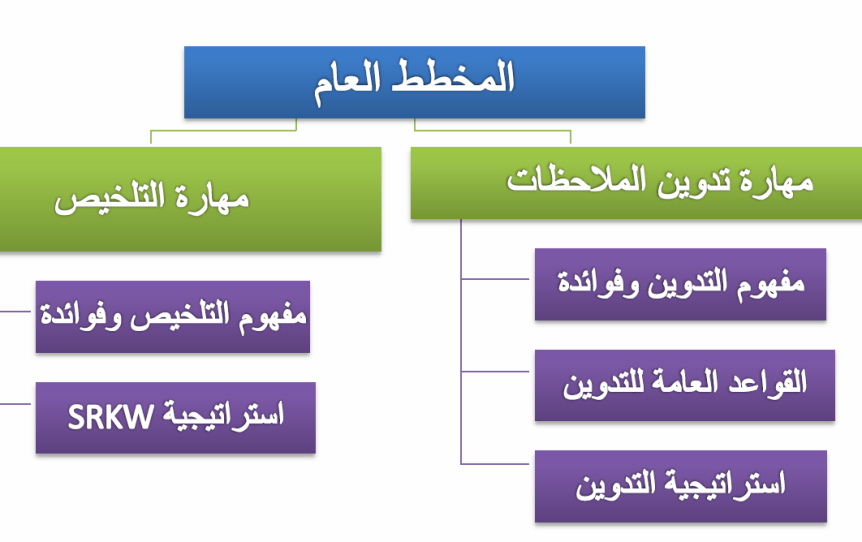 المخطط العام
مهارة تدوين الملاحظات
مفهوم التدوين وفوائدة
القواعد العامة للتدوين
استراتيجية التدوين
مهارة التلخيص
مفهوم التلخيص وفوائدة
استراتيجية SRKW